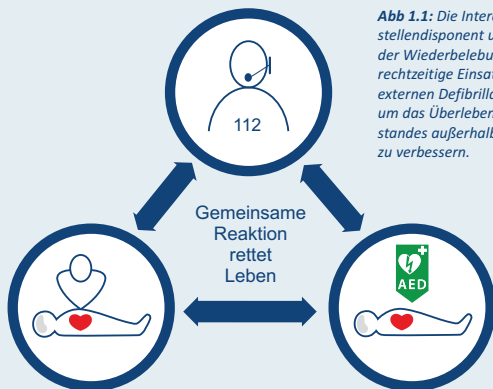 Abb 1.1: Die
stellendisponent
der
rechtzeitige
externen
um das
standes
zu verbessern.
112
Gemeinsame
Reaktion
rettet
Leben
AED